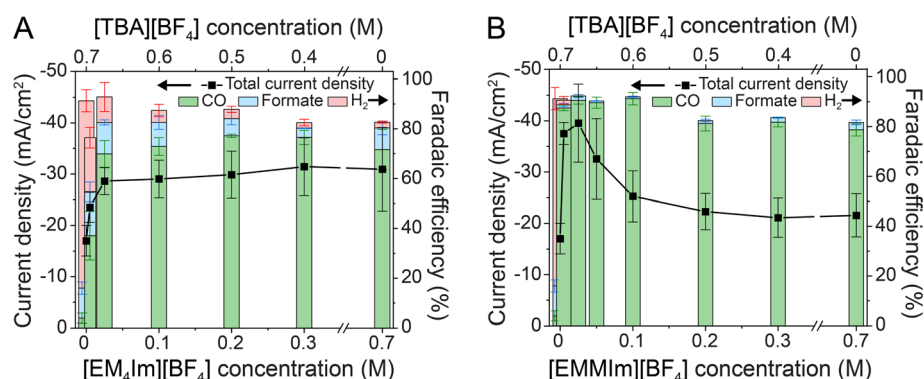 A
[TBA][BF₄] concentration (M)
0.7 0.6 0.5 0.4 0
Current density (mA/cm²)
-50
-40
-30
-20
-10
0
Total current density
CO Formate H₂
100
80
60
40
20
0
Faradaic efficiency (%)
0 0.1 0.2 0.3 0.7
[EM₄Im][BF₄] concentration (M)
B
[TBA][BF₄] concentration (M)
0.7 0.6 0.5 0.4 0
Current density (mA/cm²)
-50
-40
-30
-20
-10
0
Total current density
CO Formate H₂
100
80
60
40
20
0
Faradaic efficiency (%)
0 0.1 0.2 0.3 0.7
[EMMIm][BF₄] concentration (M)